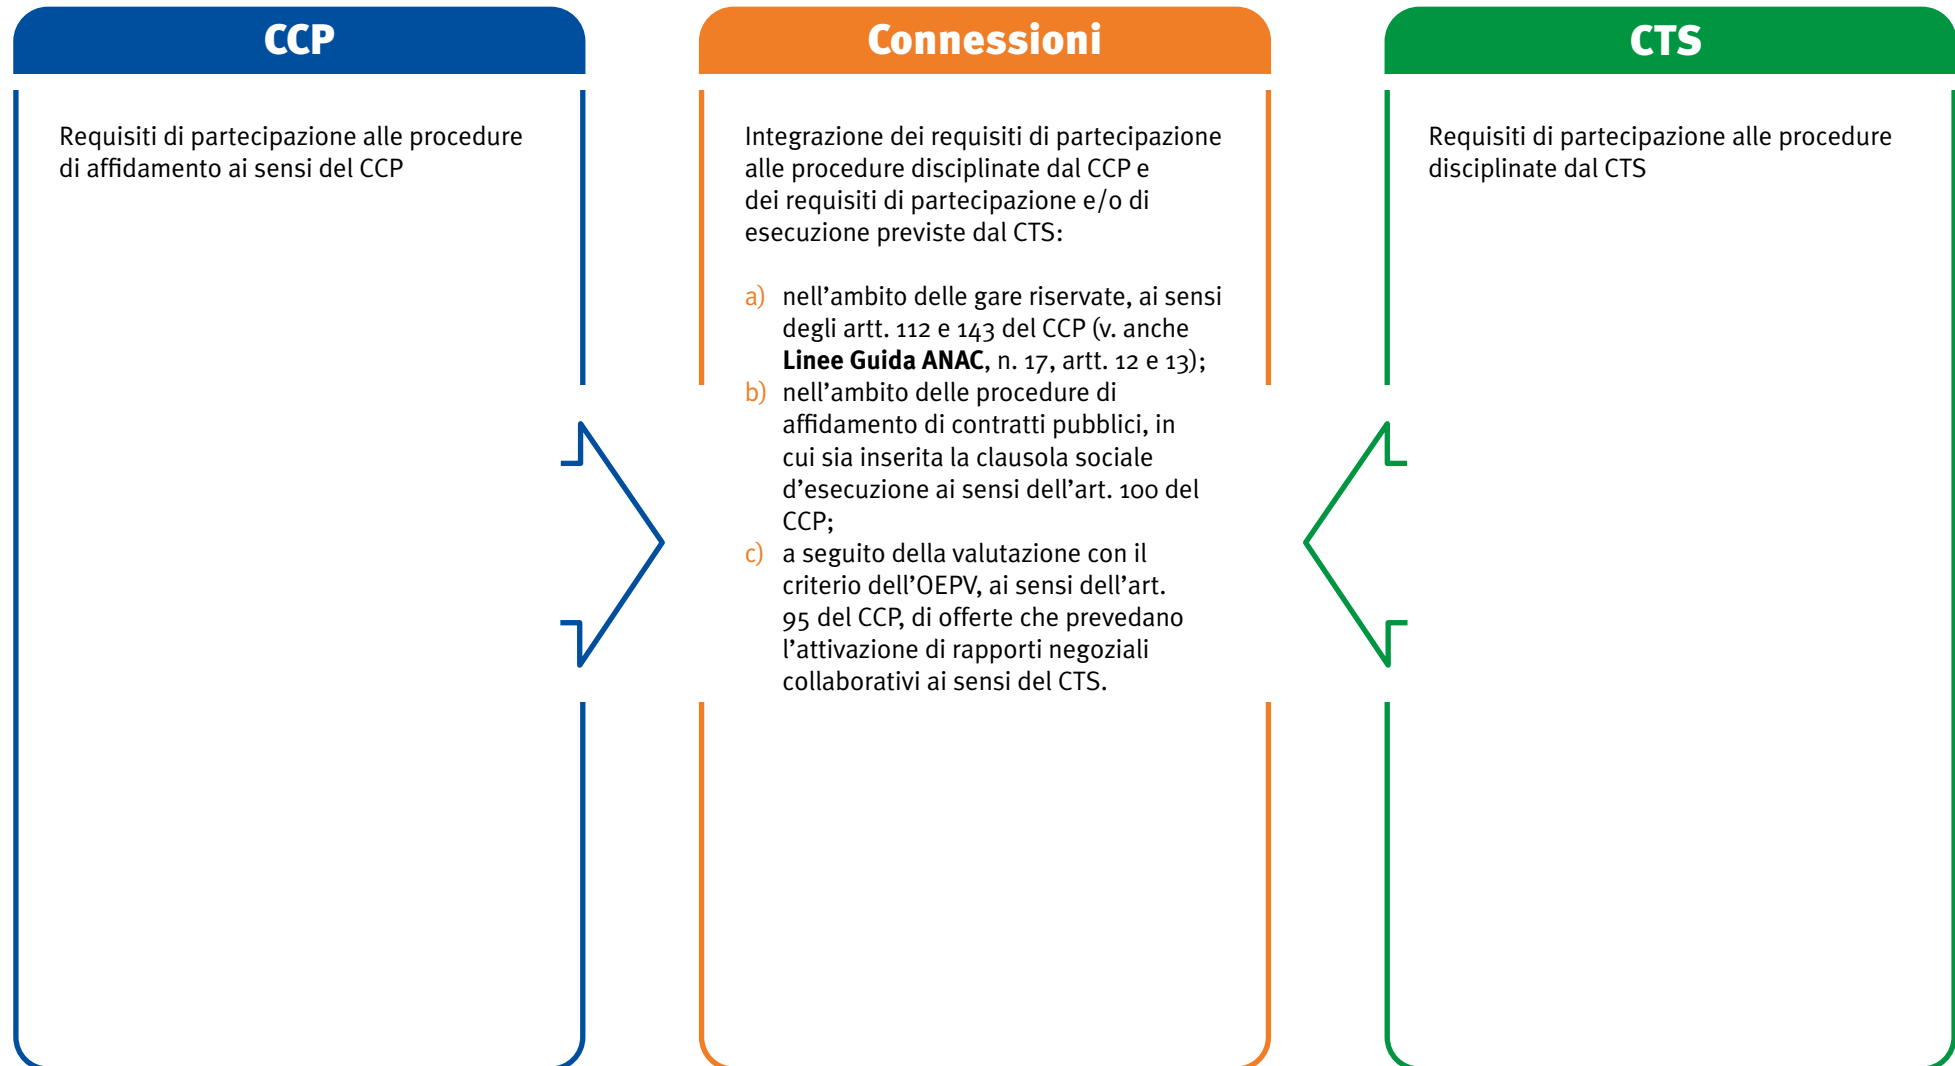 CCP
Requisiti di partecipazione alle procedure
di affidamento ai sensi del CCP
Connessioni
Integrazione dei requisiti di partecipazione
alle procedure disciplinate dal CCP e
dei requisiti di partecipazione e/o di
esecuzione previste dal CTS:
a) nell’ambito delle gare riservate, ai sensi
degli artt. 112 e 143 del CCP (v. anche
Linee Guida ANAC, n. 17, artt. 12 e 13);
b) nell’ambito delle procedure di
affidamento di contratti pubblici, in
cui sia inserita la clausola sociale
d’esecuzione ai sensi dell’art. 100 del
CCP;
c) a seguito della valutazione con il
criterio dell’OEPV, ai sensi dell’art.
95 del CCP, di offerte che prevedano
l’attivazione di rapporti negoziali
collaborativi ai sensi del CTS.
CTS
Requisiti di partecipazione alle procedure
disciplinate dal CTS